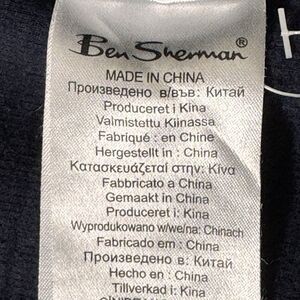 Ben Sherman®
MADE IN CHINA
Произведено в/във: Китай
Produceret i Kina
Valmistettu Kiinassa
Fabriqué : en Chine
Hergestellt in : China
Κατασκευάζεται στην: Κίνα
Fabbricato a China
Gemaakt in China
Produceret i: Kina
Wyprodukowano w/we/na: Chinach
Fabricado em : China
Произведено в: Китай
Hecho en : China
Tillverkad i: Kina
H